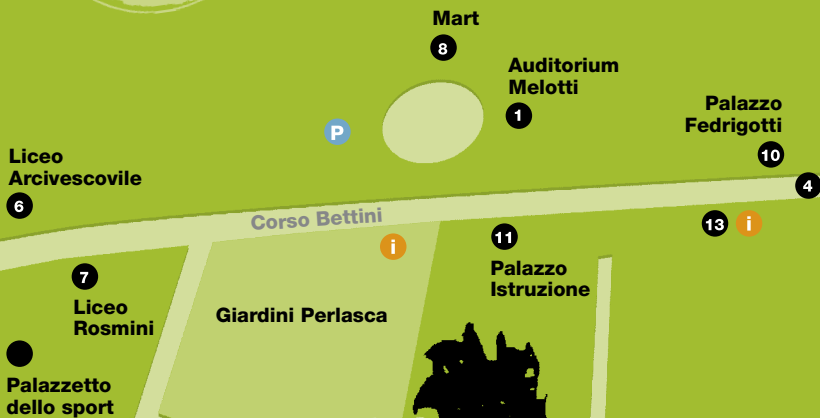 Mart
8
Auditorium
Melotti
1
P
Palazzo
Fedrigotti
10
4
Liceo
Arcivescovile
6
Corso Bettini
i
11
13
i
Palazzo
Istruzione
7
Liceo
Rosmini
Giardini Perlasca
Palazzetto
dello sport